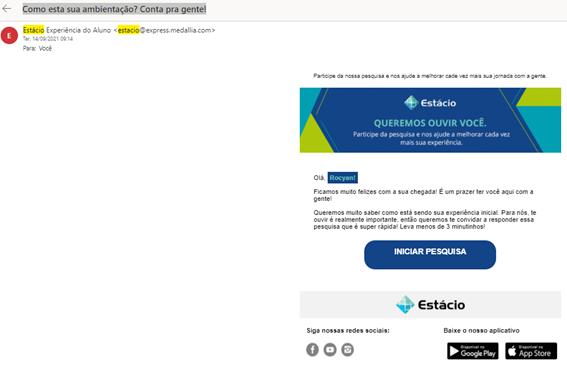 Como esta sua ambientação? Conta pra gente!
E
Estácio Experiência do Aluno <estacio@express.medallia.com>
Ter, 14/09/2021 09:14
Para: Você
Participe da nossa pesquisa e nos ajude a melhorar cada vez mais sua jornada com a gente.
Estácio
QUEREMOS OUVIR VOCÊ.
Participe da pesquisa e nos ajude a melhorar cada vez
mais sua experiência.
Olá, Rocyan!
Ficamos muito felizes com a sua chegada! É um prazer ter você aqui com a
gente!
Queremos muito saber como está sendo sua experiência inicial. Para nós, te
ouvir é realmente importante, então queremos te convidar a responder essa
pesquisa que é super rápida! Leva menos de 3 minutinhos!
INICIAR PESQUISA
Estácio
Siga nossas redes sociais:
Baixe o nosso aplicativo
Disponível no
Google Play
Disponível na
App Store